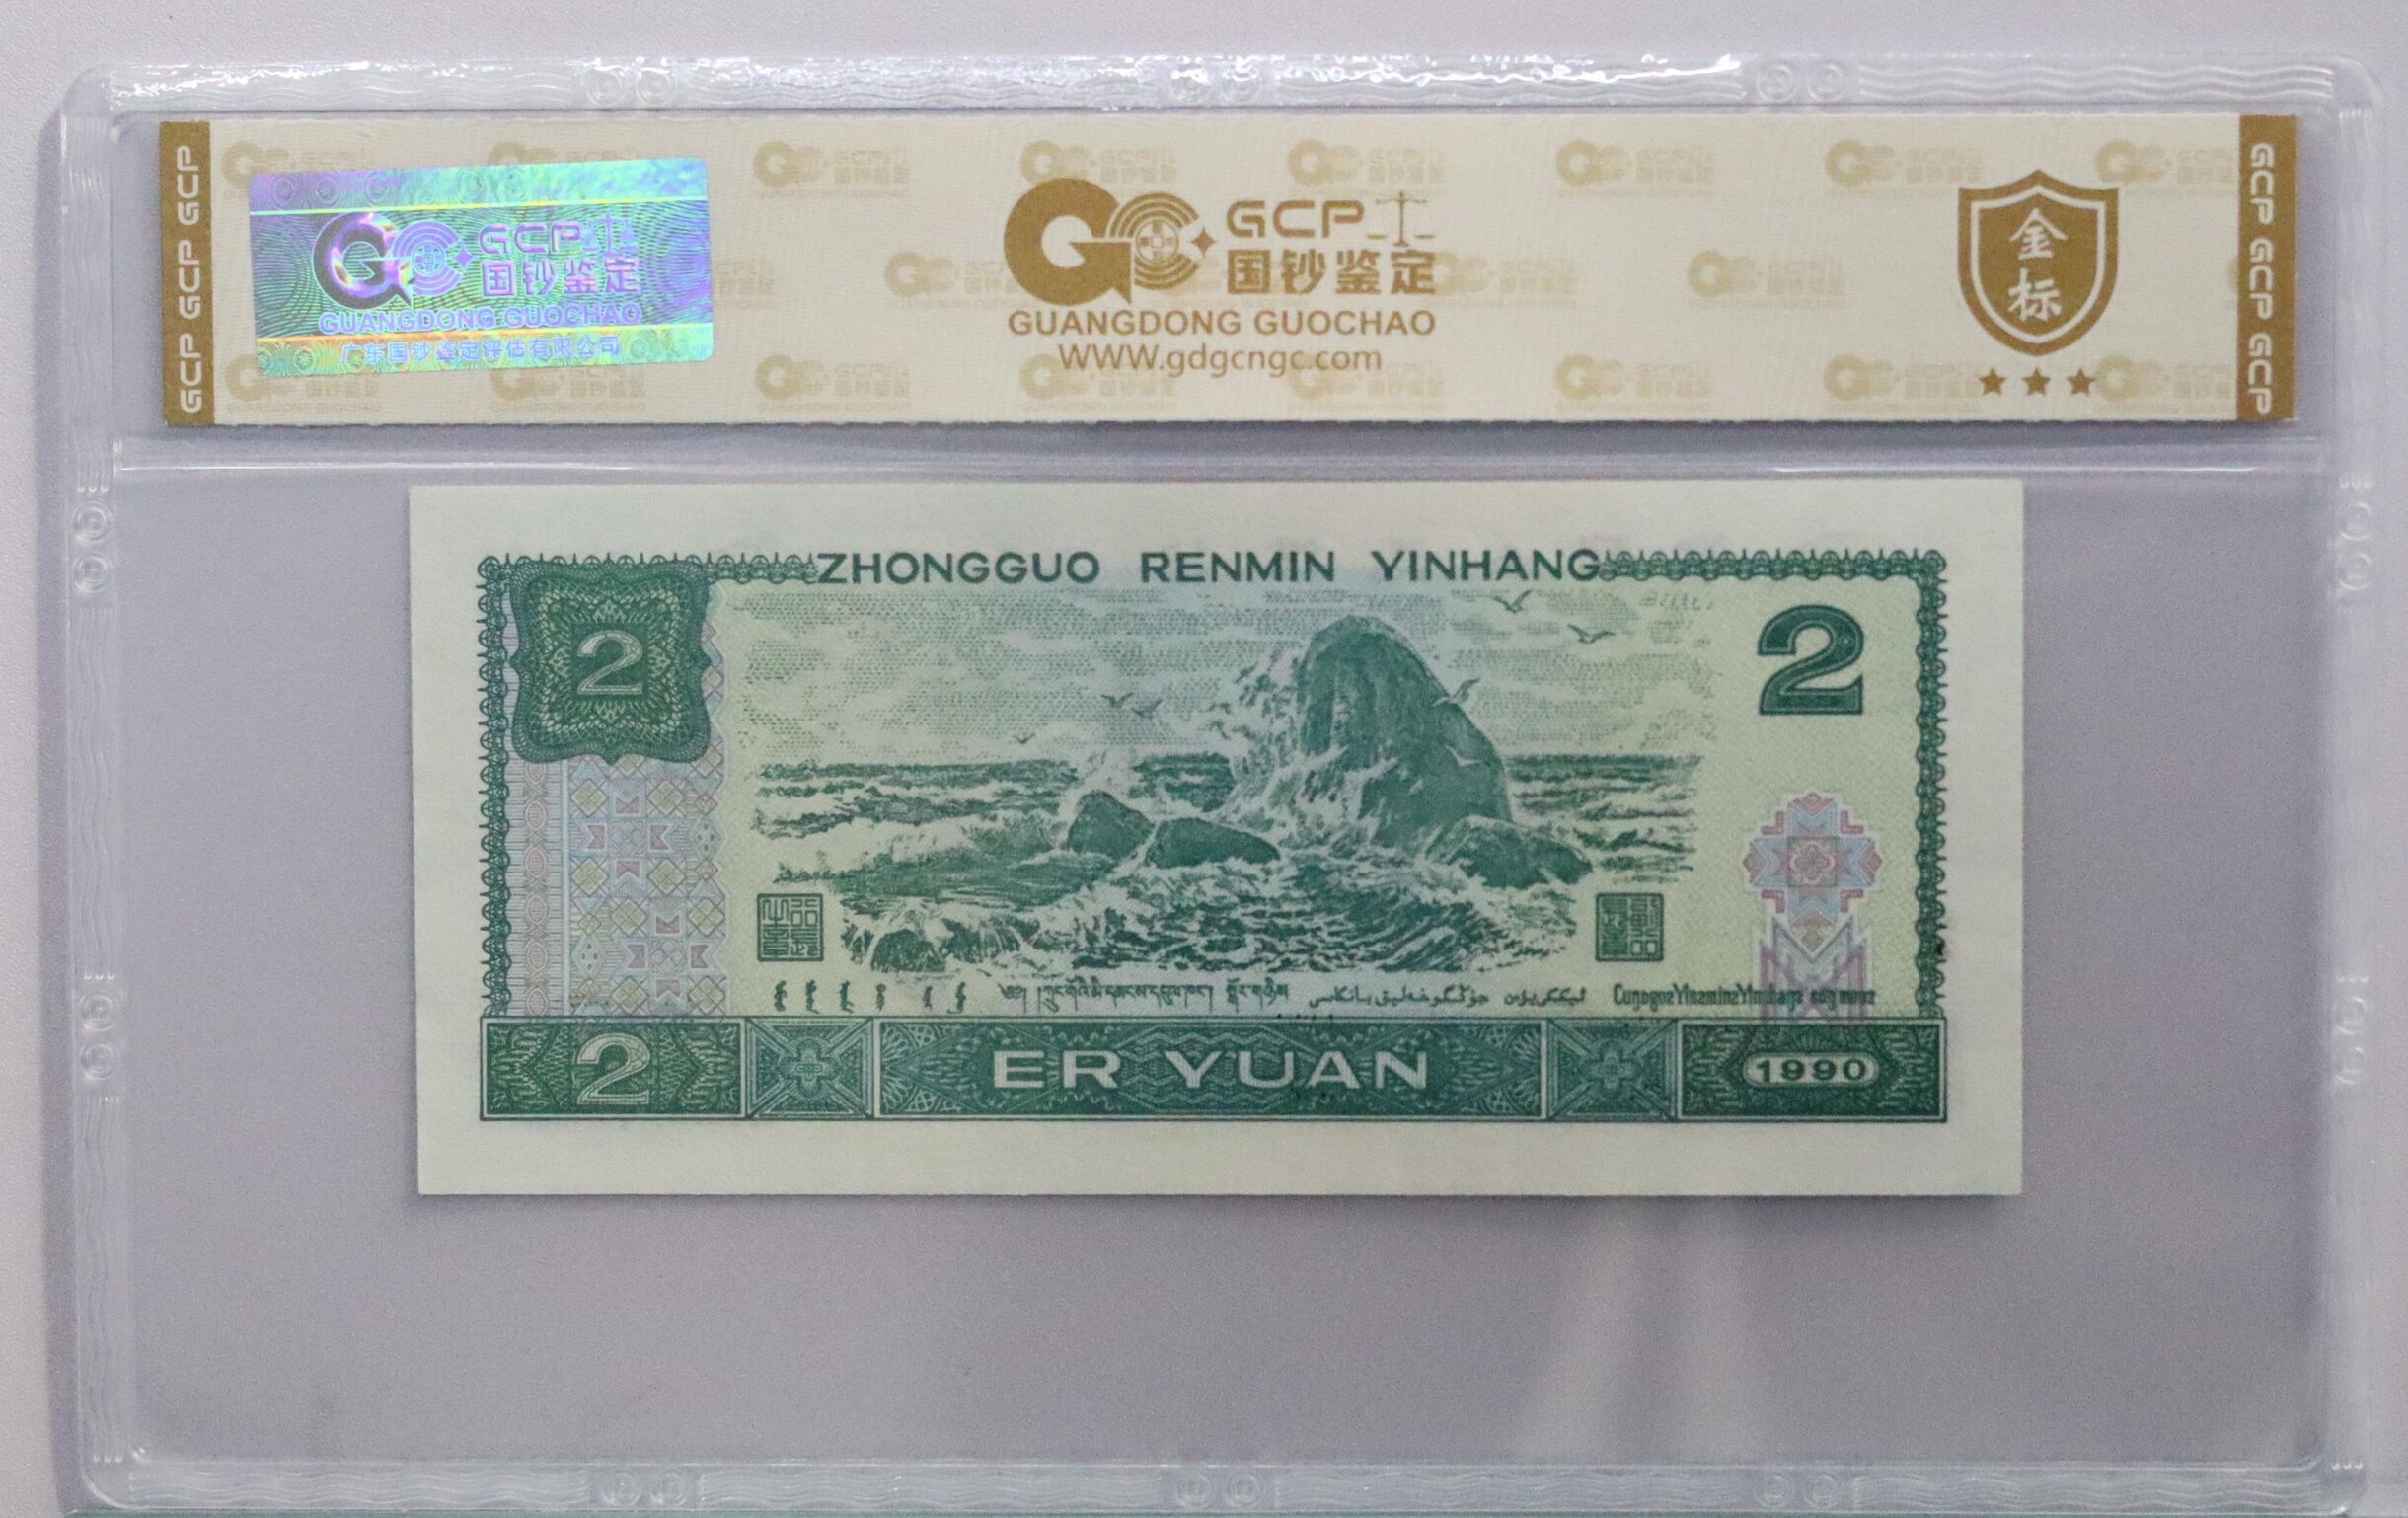 GCP GCP GCP
GCP
国钞鉴定
GUANGDONG GUOCHAO
广东国钞鉴定评估有限公司
GCP
国钞鉴定
GUANGDONG GUOCHAO
WWW.gdgcngc.com
金
标
GCP GCP GCP
ZHONGGUO RENMIN YINHANG
2
2
2
ER YUAN
1990